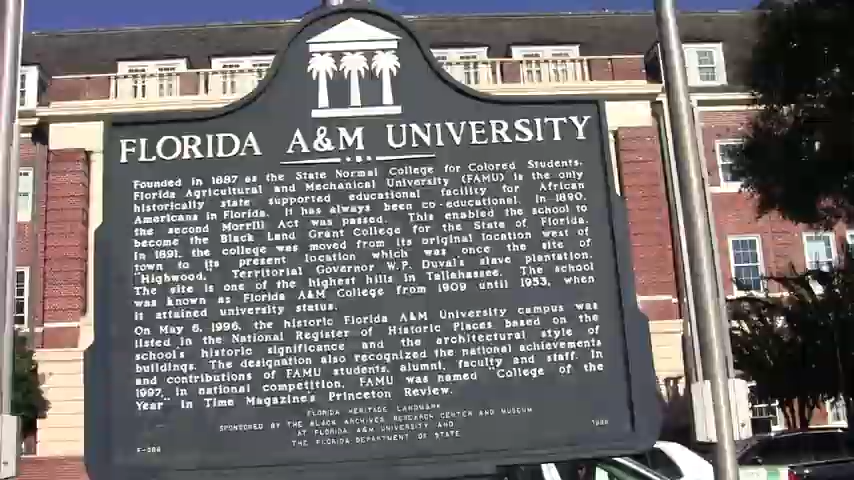 FLORIDA A&M UNIVERSITY
Founded in 1887 as the State Normal College for Colored Students,
Florida Agricultural and Mechanical University (FAMU) is the only
historically state supported educational facility for African
Americans in Florida. It has always been co-educational. In 1890,
the second Morrill Act was passed. This enabled the school to
become the Black Land Grant College for the State of Florida.
In 1891, the college was moved from its original location west of
town to its present location which was once the site of
"Highwood," Territorial Governor W.P. Duval's slave plantation.
The site is one of the highest hills in Tallahassee. The school
was known as Florida A&M College from 1909 until 1953, when
it attained university status.
On May 6, 1996, the historic Florida A&M University campus was
listed in the National Register of Historic Places based on the
school's historic significance and the architectural style of
buildings. The designation also recognized the national achievements
and contributions of FAMU students, alumni, faculty and staff. In
1997, in national competition, FAMU was named "College of the
Year" in Time Magazine's Princeton Review.
FLORIDA HERITAGE LANDMARK
SPONSORED BY THE BLACK ARCHIVES RESEARCH CENTER AND MUSEUM
AT FLORIDA A&M UNIVERSITY AND
THE FLORIDA DEPARTMENT OF STATE